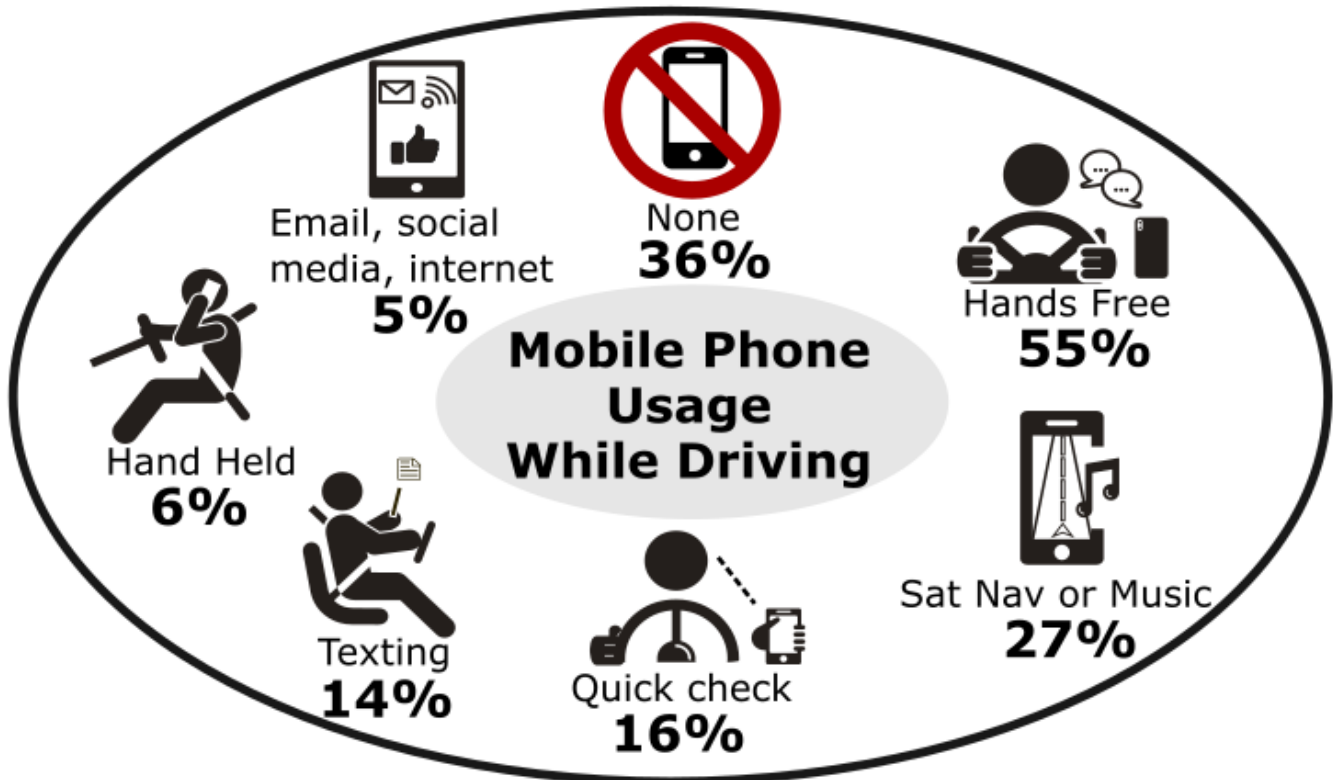 None
36%
Email, social
media, internet
5%
Hands Free
55%
Mobile Phone
Usage
While Driving
Hand Held
6%
Sat Nav or Music
27%
Texting
14%
Quick check
16%